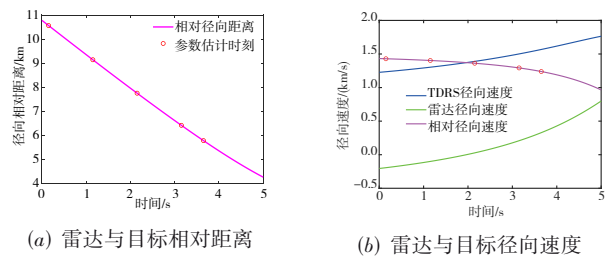 11
10
9
8
7
6
5
4
径向相对距离/km
相对径向距离
参数估计时刻
0
1
2
3
4
5
时间/s
(a) 雷达与目标相对距离
2.0
1.5
1.0
0.5
0.0
−0.5
径向速度/(km/s)
TDRS径向速度
雷达径向速度
相对径向速度
0
1
2
3
4
5
时间/s
(b) 雷达与目标径向速度